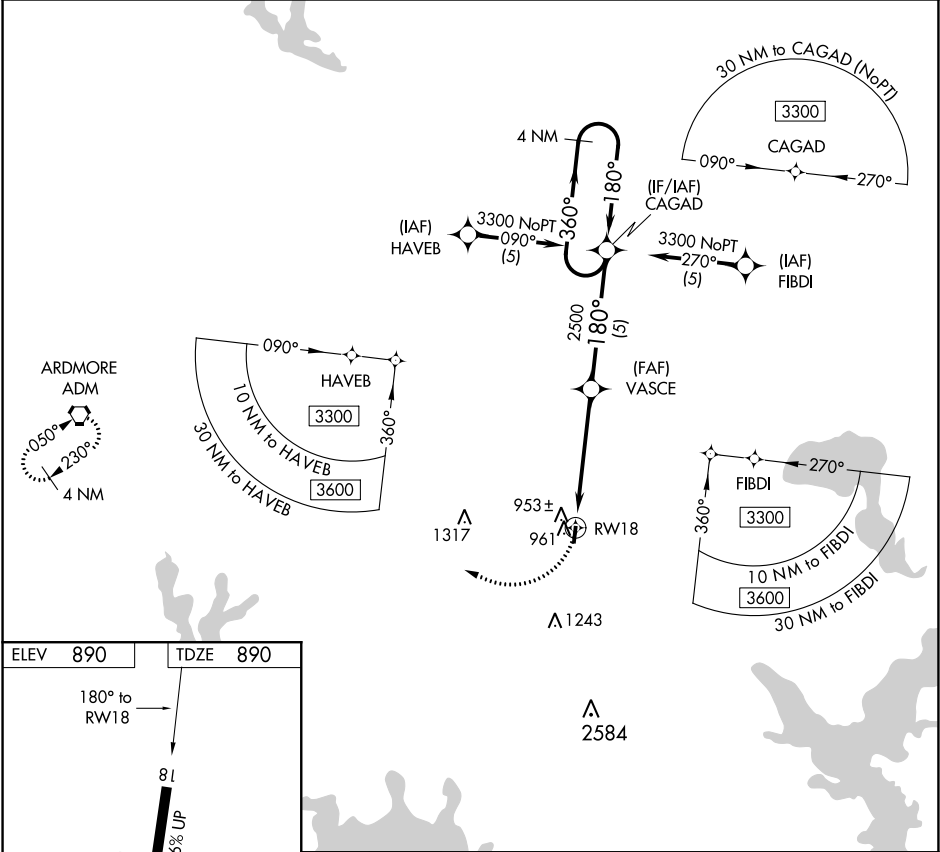 30 NM to CAGAD (NoPT)
3300
CAGAD
090°
270°
4 NM
360°
180°
(IF/IAF)
CAGAD
(IAF)
HAVEB
3300 NoPT
090°
(5)
3300 NoPT
270°
(5)
(IAF)
FIBDI
2500
180°
(5)
(FAF)
VASCE
090°
HAVEB
3300
360°
10 NM to HAVEB
3600
30 NM to HAVEB
ARDMORE
ADM
050°
230°
4 NM
270°
FIBDI
3300
360°
10 NM to FIBDI
3600
30 NM to FIBDI
1317
953±
961
RW18
1243
2584
ELEV 890
TDZE 890
180° to
RW18
18
6% UP